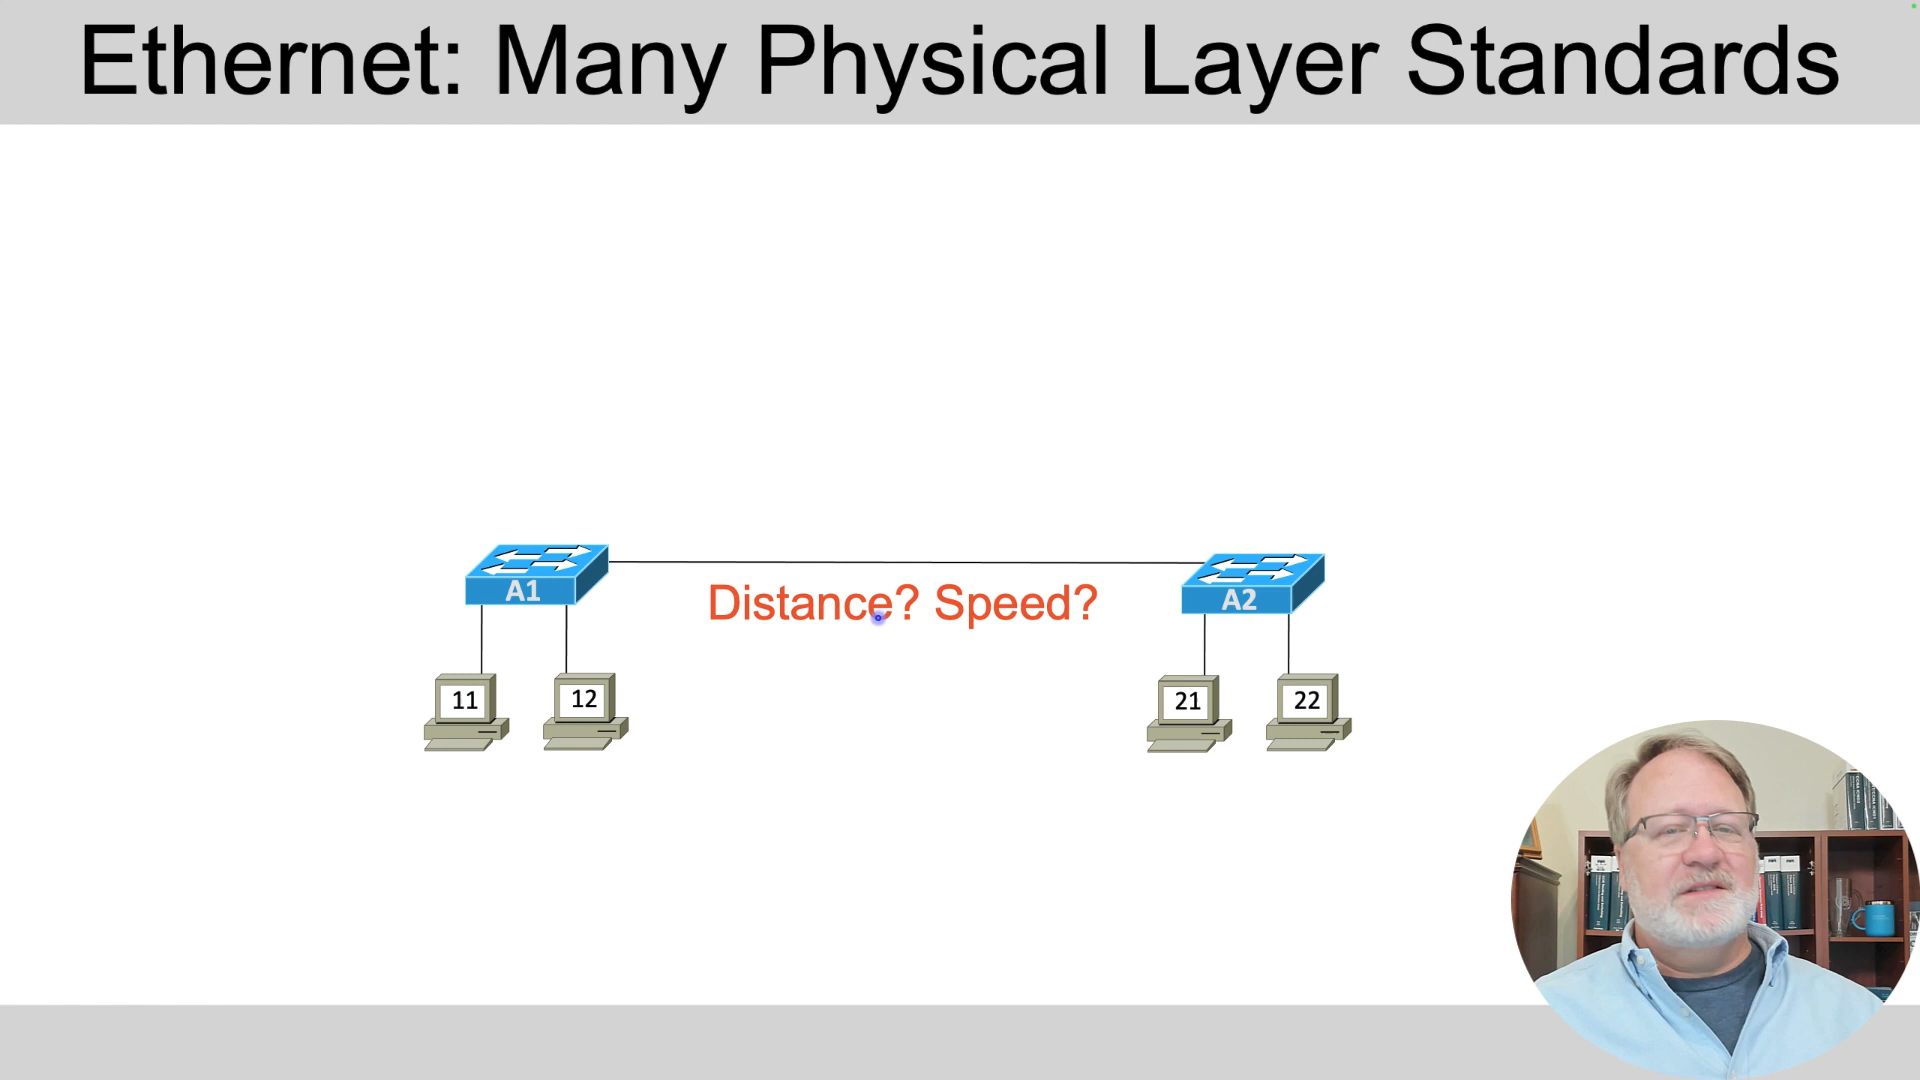 Ethernet: Many Physical Layer Standards
A1
Distance? Speed?
A2
11
12
21
22